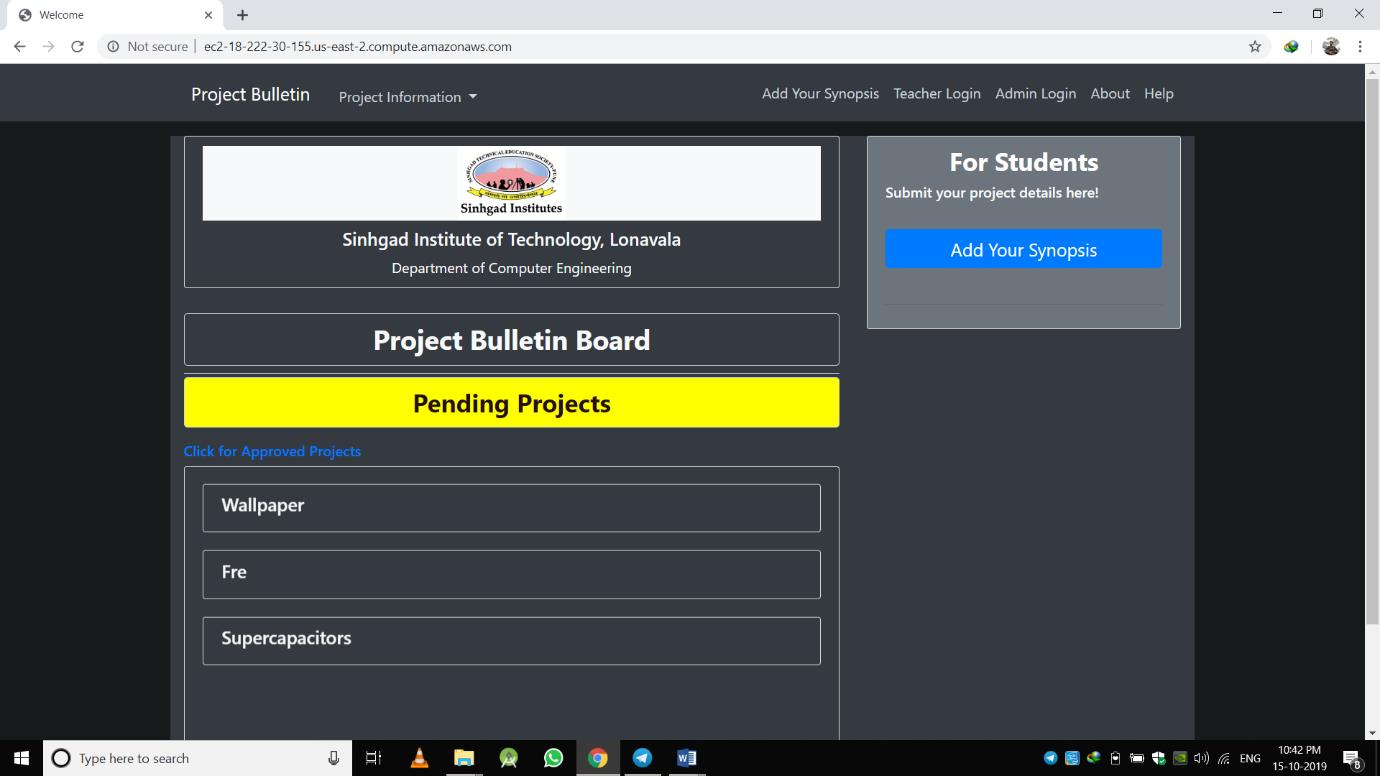 Welcome
Not secure | ec2-18-222-30-155.us-east-2.compute.amazonaws.com
Project Bulletin Project Information Add Your Synopsis Teacher Login Admin Login About Help
SINHGAD TECHNICAL EDUCATION SOCIETY
Sinhgad Institutes
Sinhgad Institute of Technology, Lonavala
Department of Computer Engineering
For Students
Submit your project details here!
Add Your Synopsis
Project Bulletin Board
Pending Projects
Click for Approved Projects
Wallpaper
Fre
Supercapacitors
Type here to search
ENG
10:42 PM
15-10-2019
8